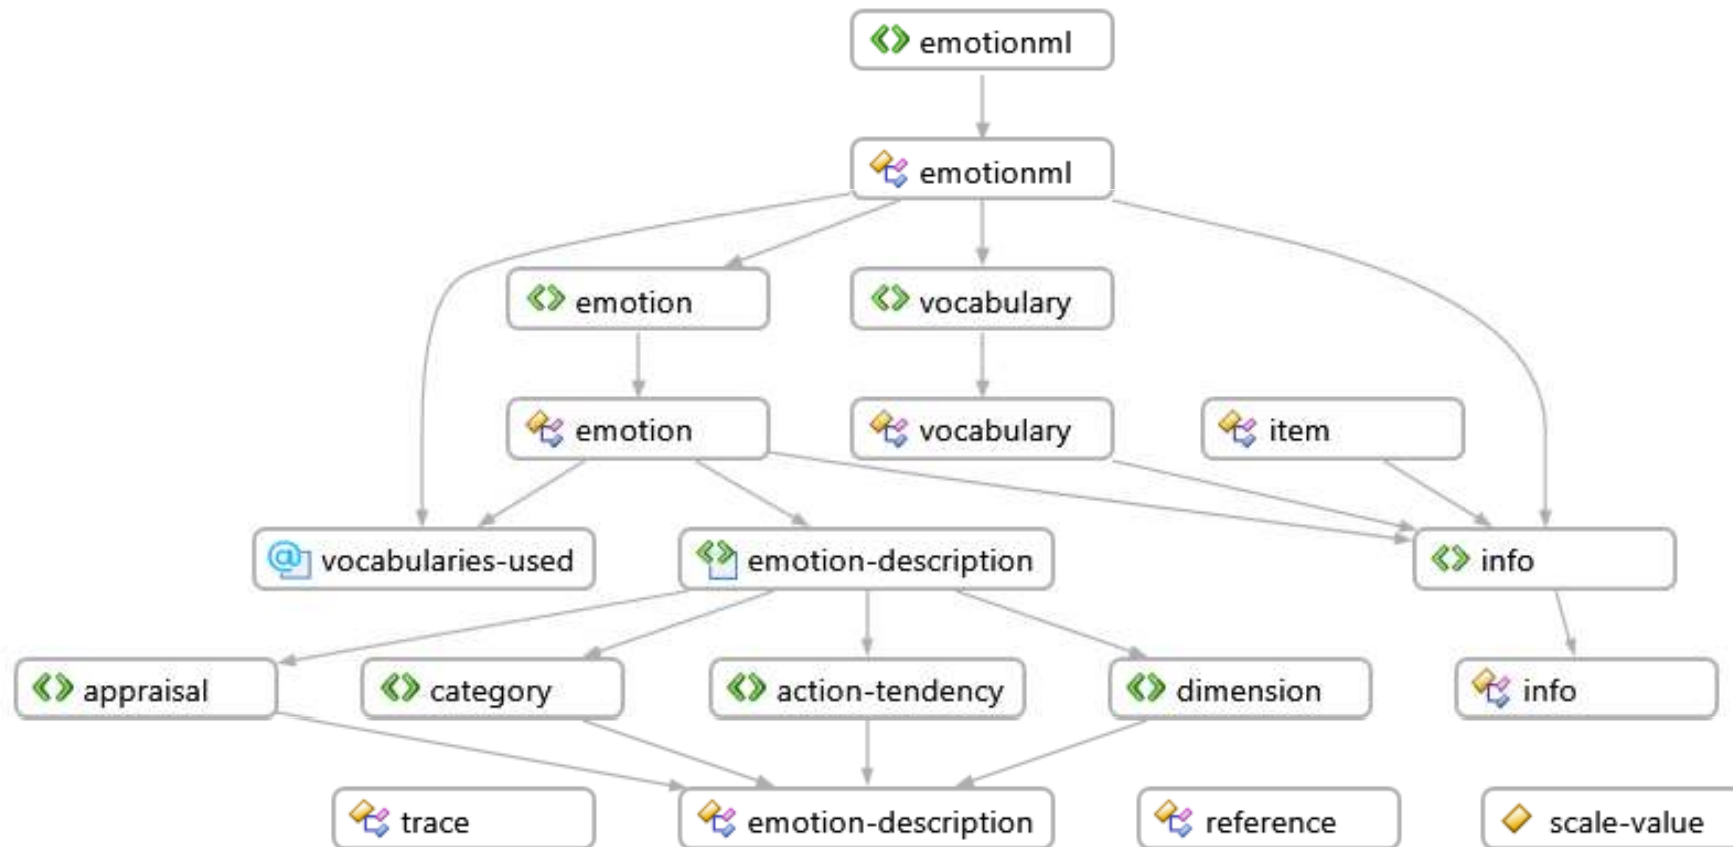 emotionml
emotionml
emotion
vocabulary
emotion
vocabulary
item
vocabularies-used
emotion-description
info
appraisal
category
action-tendency
dimension
info
trace
emotion-description
reference
scale-value